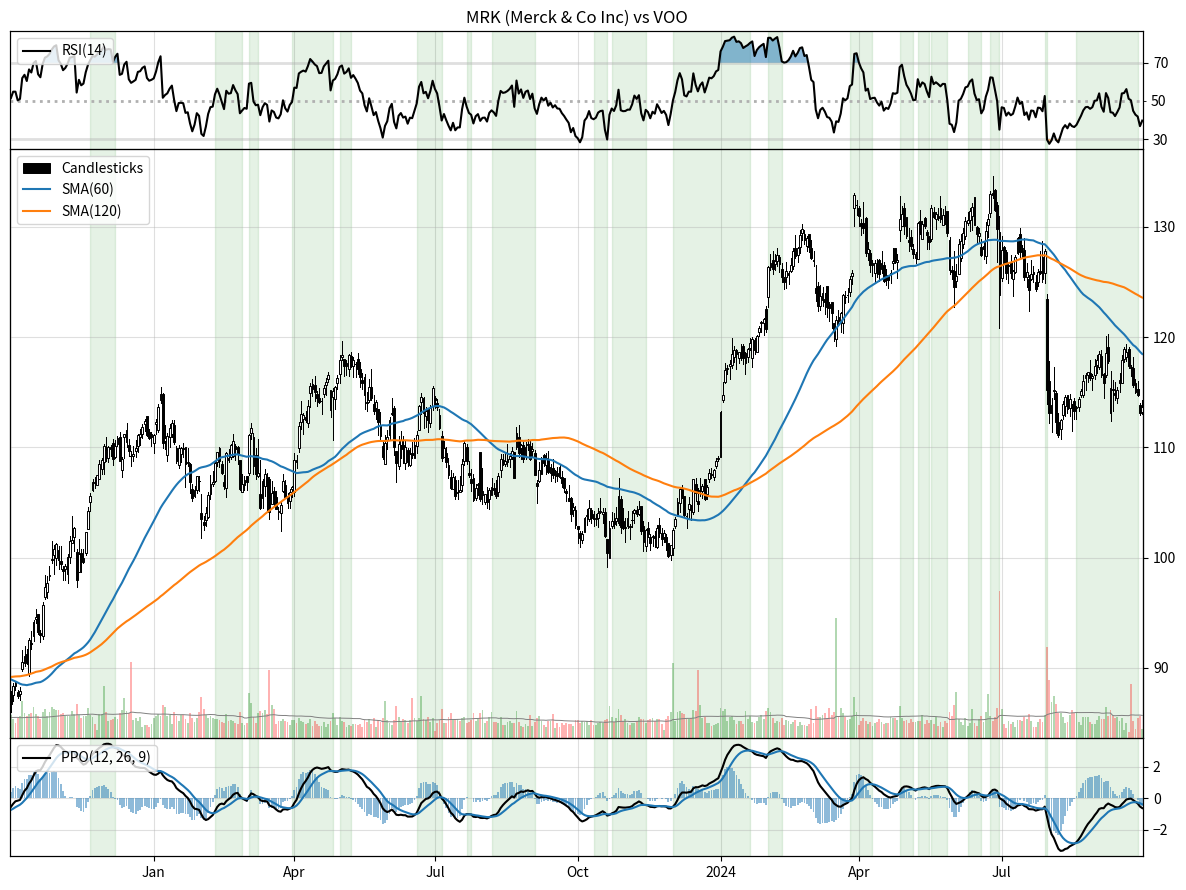 MRK (Merck & Co Inc) vs VOO
RSI(14)
70
50
30
Candlesticks
SMA(60)
SMA(120)
130
120
110
100
90
PPO(12, 26, 9)
2
0
−2
Jan Apr Jul Oct 2024 Apr Jul